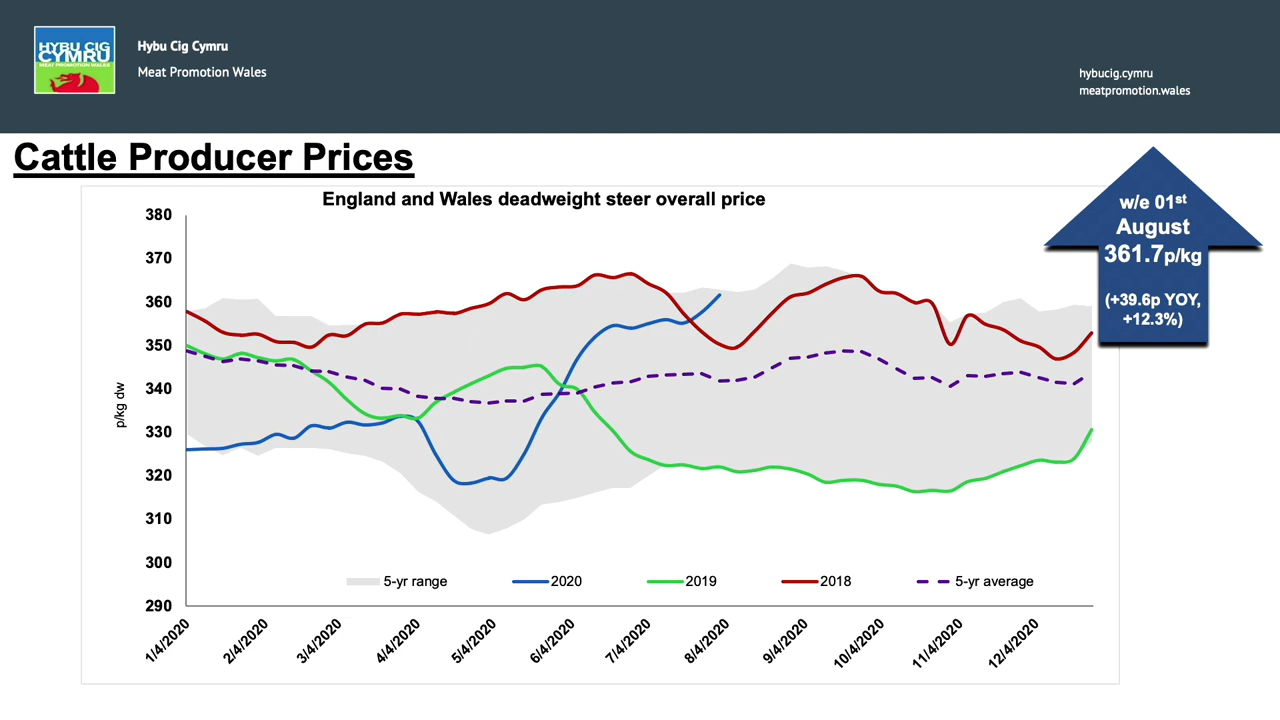 HYBU CIG
CYMRU
MEAT PROMOTION WALES
Hybu Cig Cymru
Meat Promotion Wales
hybucig.cymru
meatpromotion.wales
Cattle Producer Prices
England and Wales deadweight steer overall price
w/e 01st
August
361.7p/kg
(+39.6p YOY,
+12.3%)
p/kg dw
380
370
360
350
340
330
320
310
300
290
5-yr range
2020
2019
2018
5-yr average
1/4/2020
2/4/2020
3/4/2020
4/4/2020
5/4/2020
6/4/2020
7/4/2020
8/4/2020
9/4/2020
10/4/2020
11/4/2020
12/4/2020